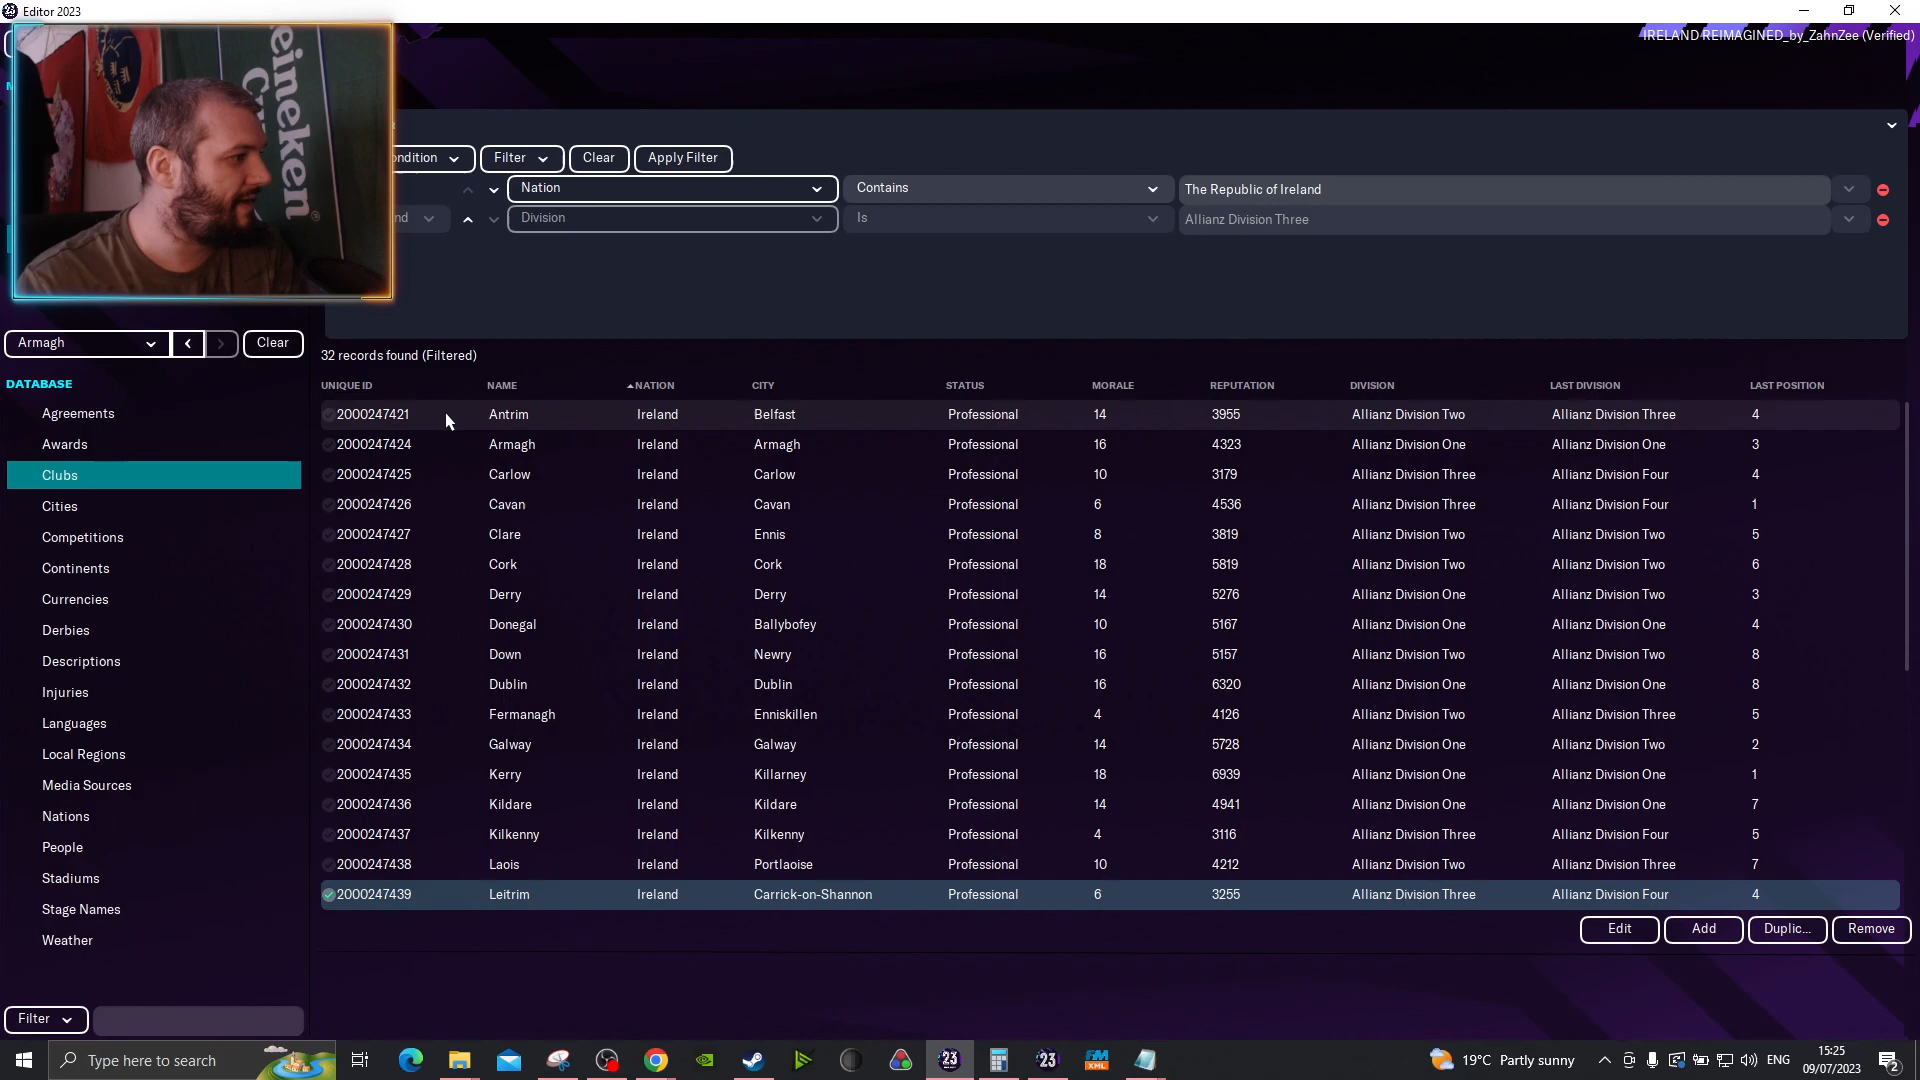 Editor 2023
IRELAND REIMAGINED_by_ZahnZee (Verified)
Filter
Clear
Apply Filter
Nation
Contains
The Republic of Ireland
Division
Is
Allianz Division Three
Armagh
Clear
32 records found (Filtered)
DATABASE
Agreements
Awards
Clubs
Cities
Competitions
Continents
Currencies
Derbies
Descriptions
Injuries
Languages
Local Regions
Media Sources
Nations
People
Stadiums
Stage Names
Weather
UNIQUE ID NAME NATION CITY STATUS MORALE REPUTATION DIVISION LAST DIVISION LAST POSITION
2000247421 Antrim Ireland Belfast Professional 14 3955 Allianz Division Two Allianz Division Three 4
2000247424 Armagh Ireland Armagh Professional 16 4323 Allianz Division One Allianz Division One 3
2000247425 Carlow Ireland Carlow Professional 10 3179 Allianz Division Three Allianz Division Four 4
2000247426 Cavan Ireland Cavan Professional 6 4536 Allianz Division Three Allianz Division Four 1
2000247427 Clare Ireland Ennis Professional 8 3819 Allianz Division Two Allianz Division Two 5
2000247428 Cork Ireland Cork Professional 18 5819 Allianz Division Two Allianz Division Two 6
2000247429 Derry Ireland Derry Professional 14 5276 Allianz Division One Allianz Division Two 3
2000247430 Donegal Ireland Ballybofey Professional 10 5167 Allianz Division One Allianz Division One 4
2000247431 Down Ireland Newry Professional 16 5157 Allianz Division Two Allianz Division Two 8
2000247432 Dublin Ireland Dublin Professional 16 6320 Allianz Division One Allianz Division One 8
2000247433 Fermanagh Ireland Enniskillen Professional 4 4126 Allianz Division Two Allianz Division Three 5
2000247434 Galway Ireland Galway Professional 14 5728 Allianz Division One Allianz Division Two 2
2000247435 Kerry Ireland Killarney Professional 18 6939 Allianz Division One Allianz Division One 1
2000247436 Kildare Ireland Kildare Professional 14 4941 Allianz Division One Allianz Division One 7
2000247437 Kilkenny Ireland Kilkenny Professional 4 3116 Allianz Division Three Allianz Division Four 5
2000247438 Laois Ireland Portlaoise Professional 10 4212 Allianz Division Two Allianz Division Three 7
2000247439 Leitrim Ireland Carrick-on-Shannon Professional 6 3255 Allianz Division Three Allianz Division Four 4
Edit
Add
Duplic...
Remove
Filter
Type here to search
23
23
FM
XML
19°C Partly sunny
ENG
15:25
09/07/2023
2